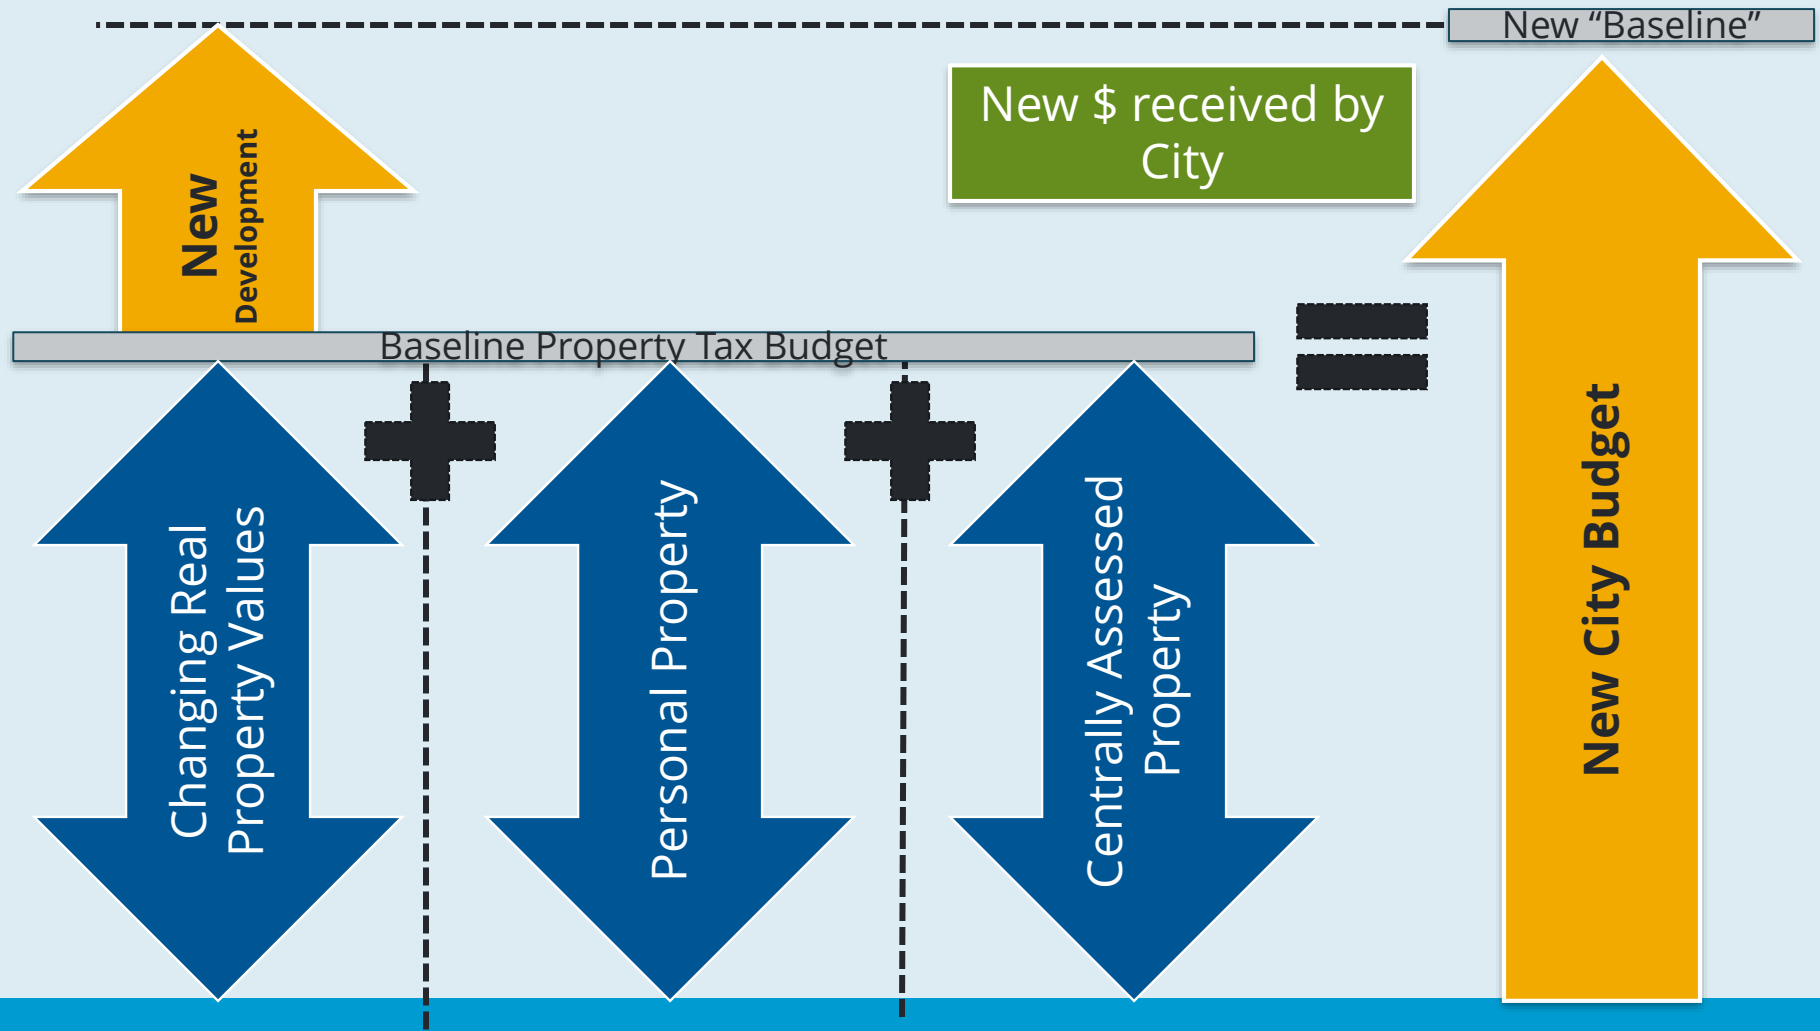 New “Baseline”
New $ received by
City
New
Development
Baseline Property Tax Budget
Changing Real
Property Values
Personal Property
Centrally Assessed
Property
New City Budget